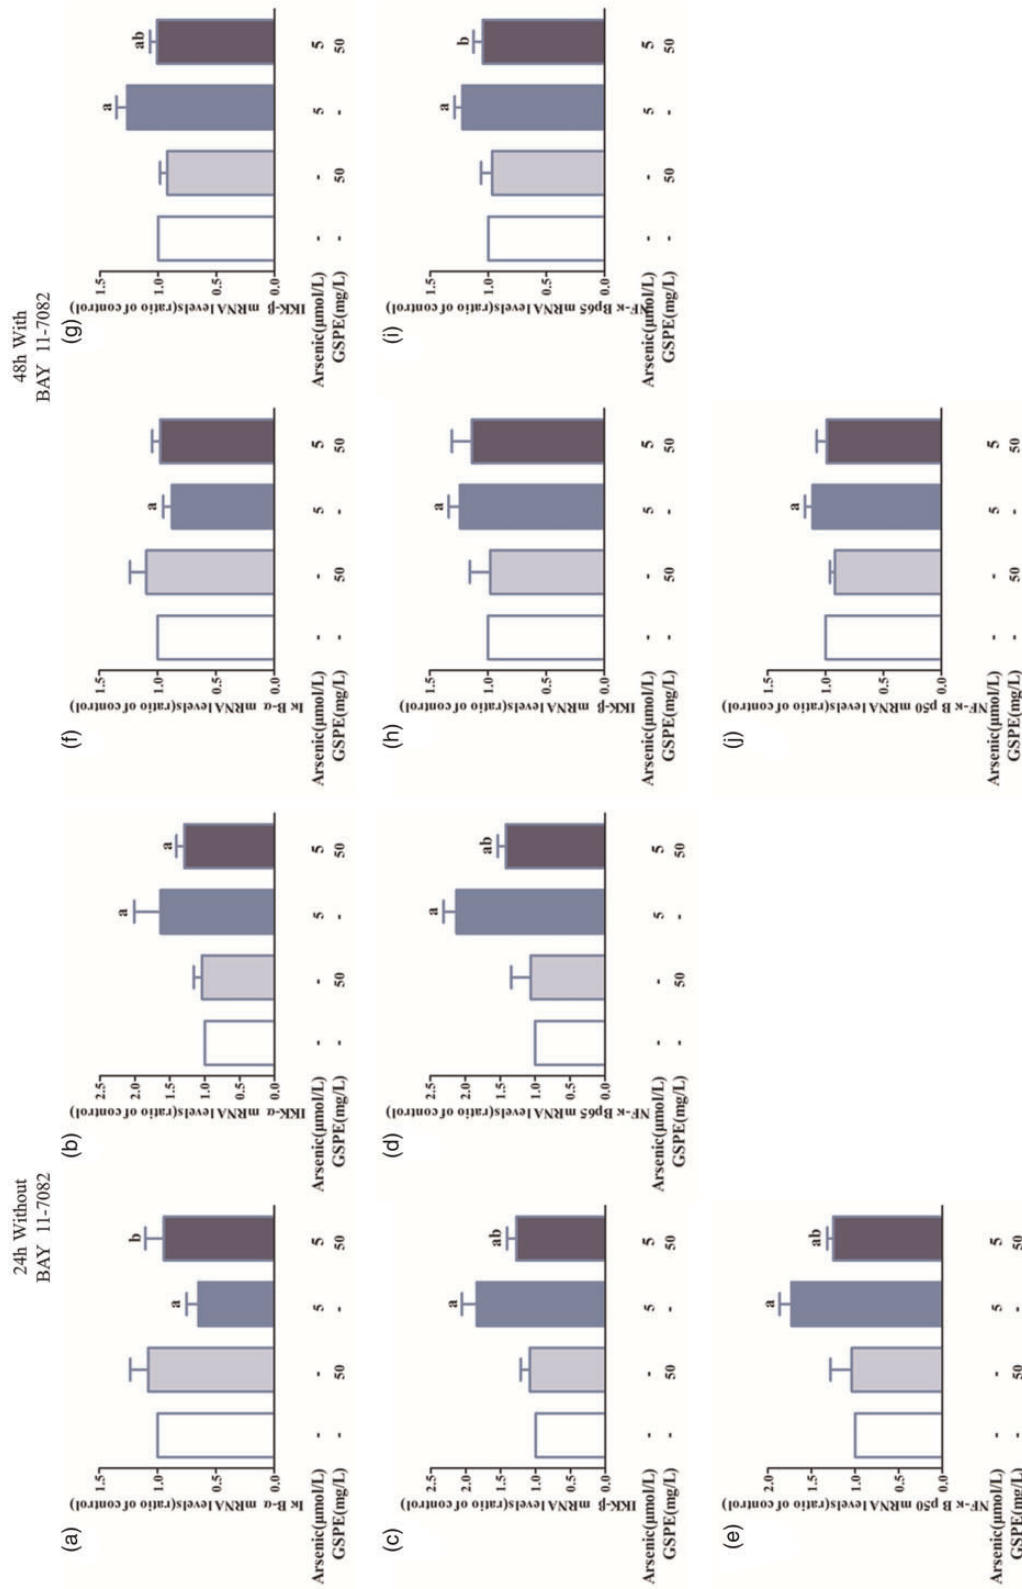 24h Without
BAY 11-7082
48h With
BAY 11-7082
(a)
Iκ B-α mRNA levels(ratio of control)
1.5
1.0
0.5
0.0
a
b
Arsenic(μmol/L) - - 5 5
GSPE(mg/L) - 50 - 50
(b)
IKK-α mRNA levels(ratio of control)
2.5
2.0
1.5
1.0
0.5
0.0
a
a
Arsenic(μmol/L) - - 5 5
GSPE(mg/L) - 50 - 50
(f)
Iκ B-α mRNA levels(ratio of control)
1.5
1.0
0.5
0.0
a
Arsenic(μmol/L) - - 5 5
GSPE(mg/L) - 50 - 50
(g)
IKK-β mRNA levels(ratio of control)
1.5
1.0
0.5
0.0
a
ab
Arsenic(μmol/L) - - 5 5
GSPE(mg/L) - 50 - 50
(c)
IKK-β mRNA levels(ratio of control)
2.5
2.0
1.5
1.0
0.5
0.0
a
ab
Arsenic(μmol/L) - - 5 5
GSPE(mg/L) - 50 - 50
(d)
NF-κ Bp65 mRNA levels(ratio of control)
2.5
2.0
1.5
1.0
0.5
0.0
a
ab
Arsenic(μmol/L) - - 5 5
GSPE(mg/L) - 50 - 50
(h)
IKK-β mRNA levels(ratio of control)
1.5
1.0
0.5
0.0
a
Arsenic(μmol/L) - - 5 5
GSPE(mg/L) - 50 - 50
(i)
NF-κ Bp65 mRNA levels(ratio of control)
1.5
1.0
0.5
0.0
a
b
Arsenic(μmol/L) - - 5 5
GSPE(mg/L) - 50 - 50
(e)
NF-κ B p50 mRNA levels(ratio of control)
2.0
1.5
1.0
0.5
0.0
a
ab
Arsenic(μmol/L) - - 5 5
GSPE(mg/L) - 50 - 50
(j)
NF-κ B p50 mRNA levels(ratio of control)
1.5
1.0
0.5
0.0
a
Arsenic(μmol/L) - - 5 5
GSPE(mg/L) - 50 - 50